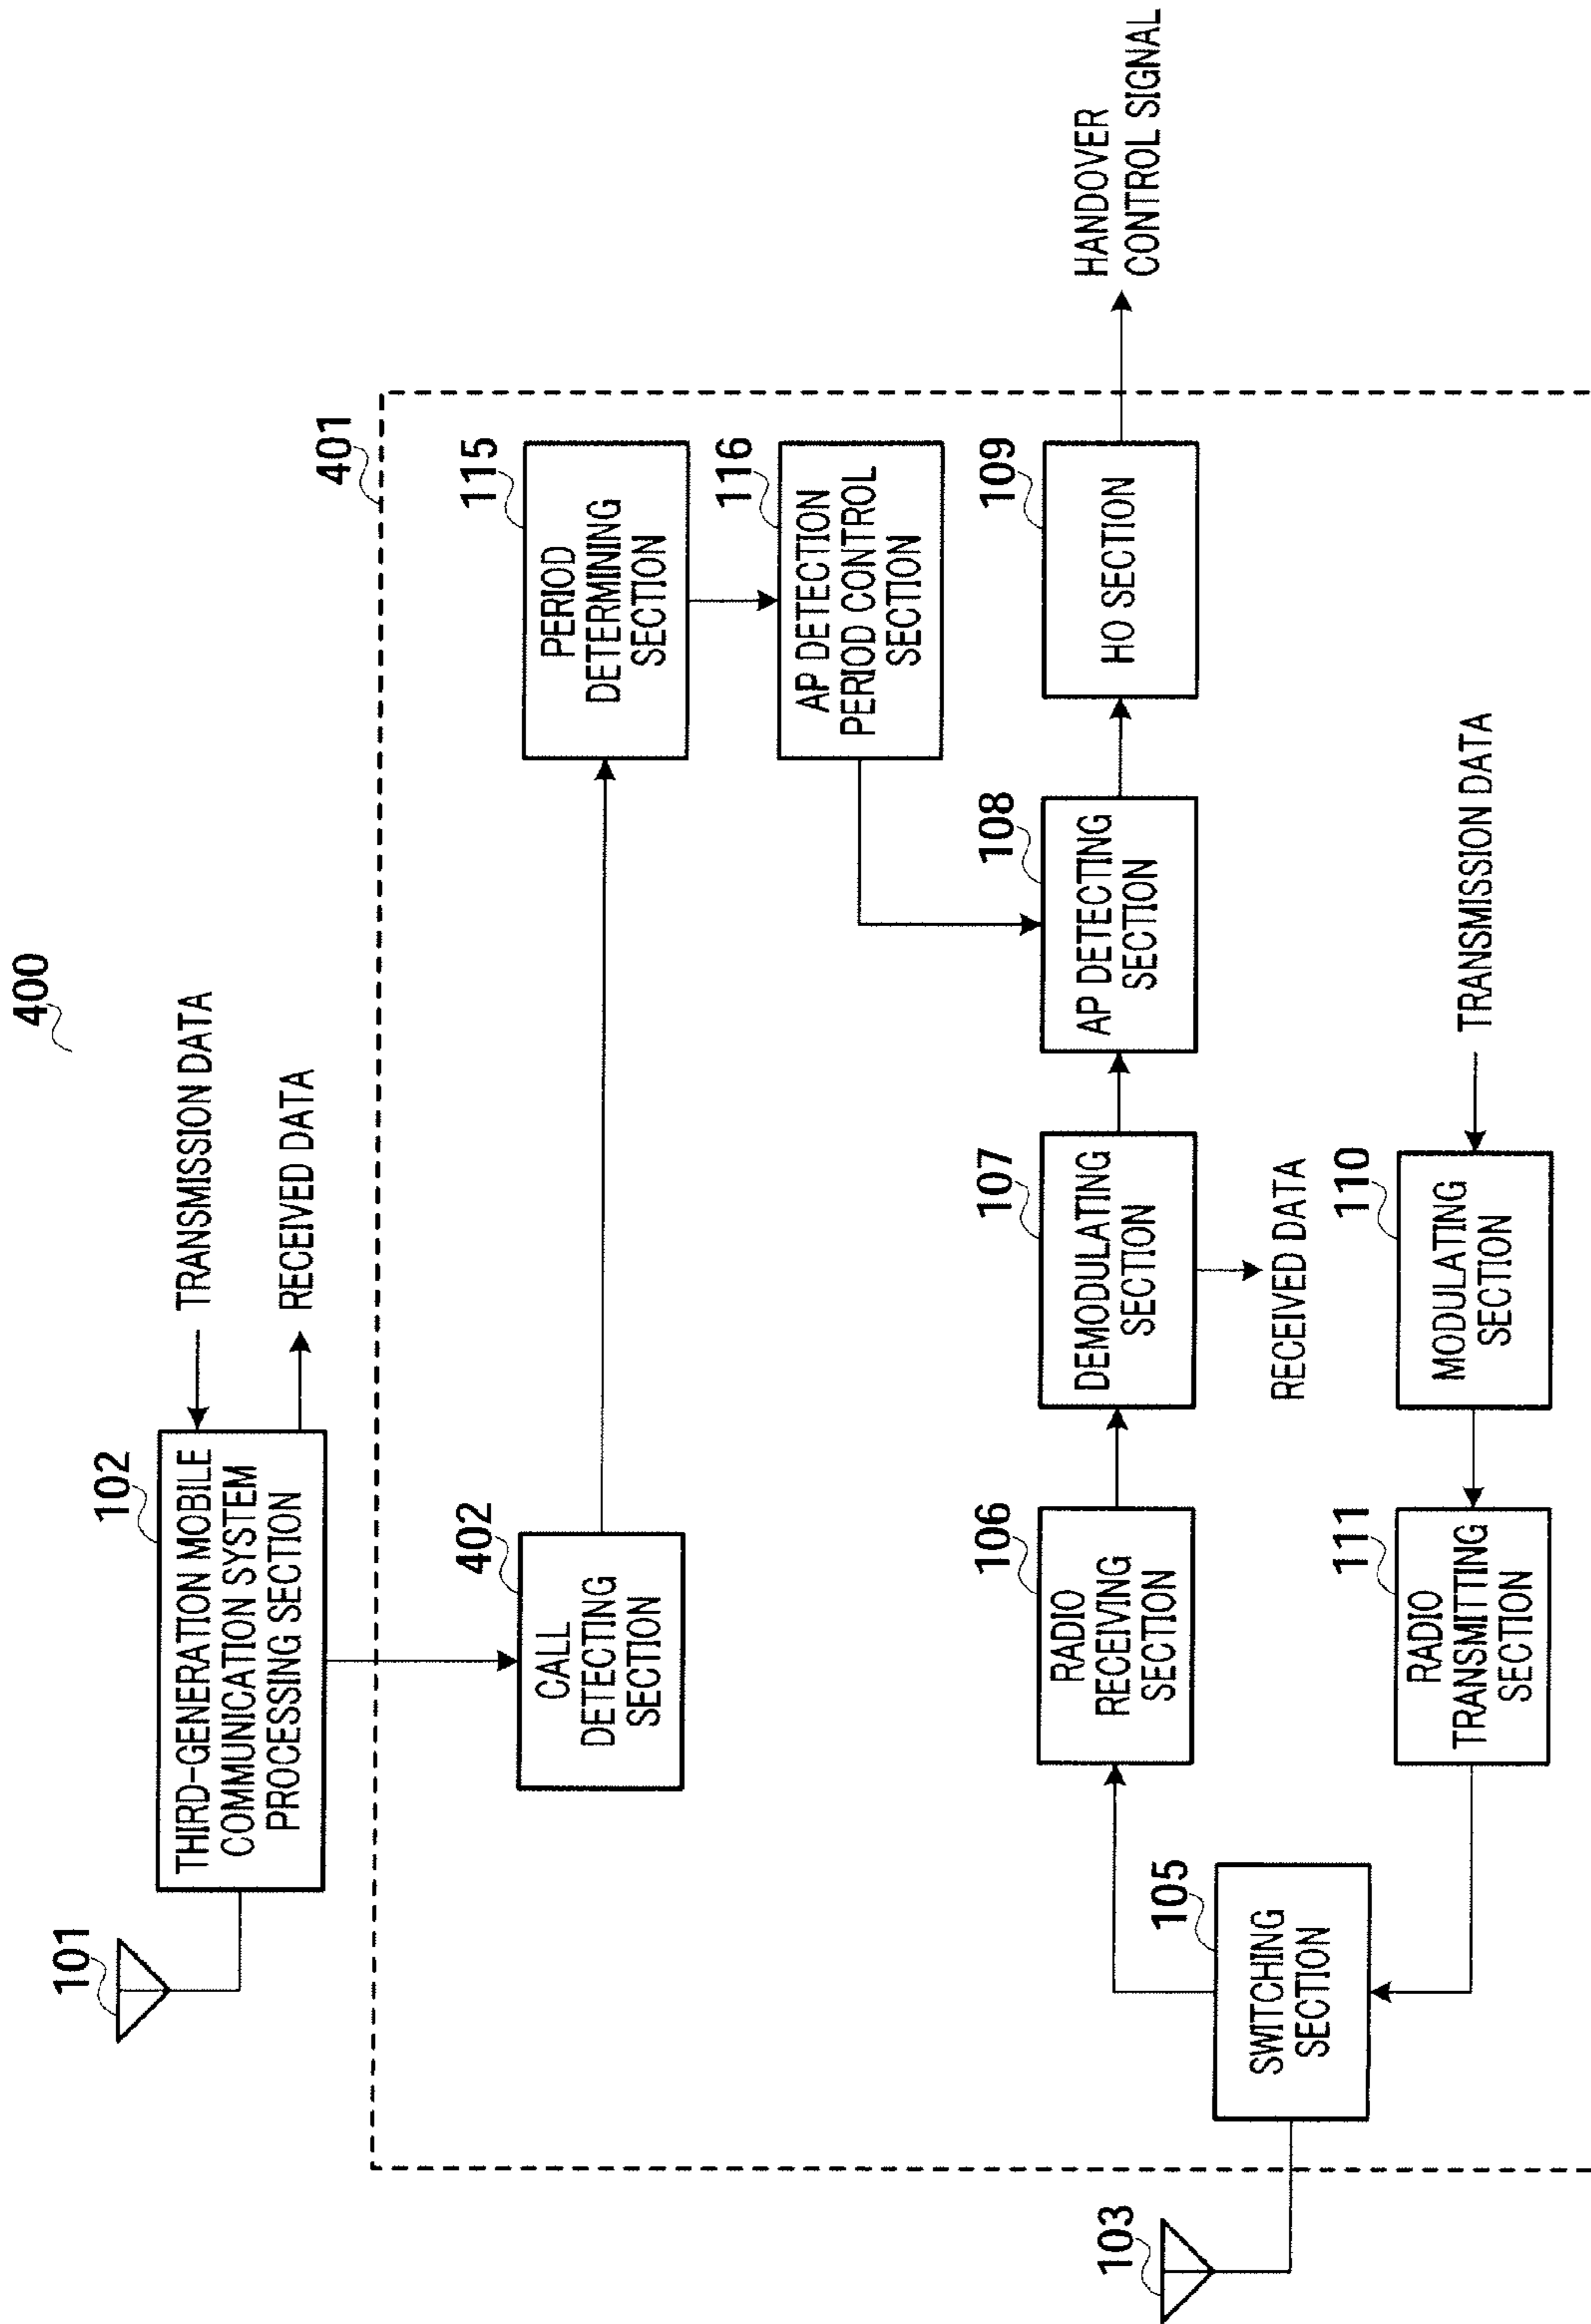 400
101
102
THIRD-GENERATION MOBILE
COMMUNICATION SYSTEM
PROCESSING SECTION
TRANSMISSION DATA
RECEIVED DATA
401
402
CALL
DETECTING
SECTION
115
PERIOD
DETERMINING
SECTION
116
AP DETECTION
PERIOD CONTROL
SECTION
103
105
SWITCHING
SECTION
106
RADIO
RECEIVING
SECTION
107
DEMODULATING
SECTION
RECEIVED DATA
108
AP DETECTING
SECTION
109
HO SECTION
HANDOVER
CONTROL SIGNAL
111
RADIO
TRANSMITTING
SECTION
110
MODULATING
SECTION
TRANSMISSION DATA